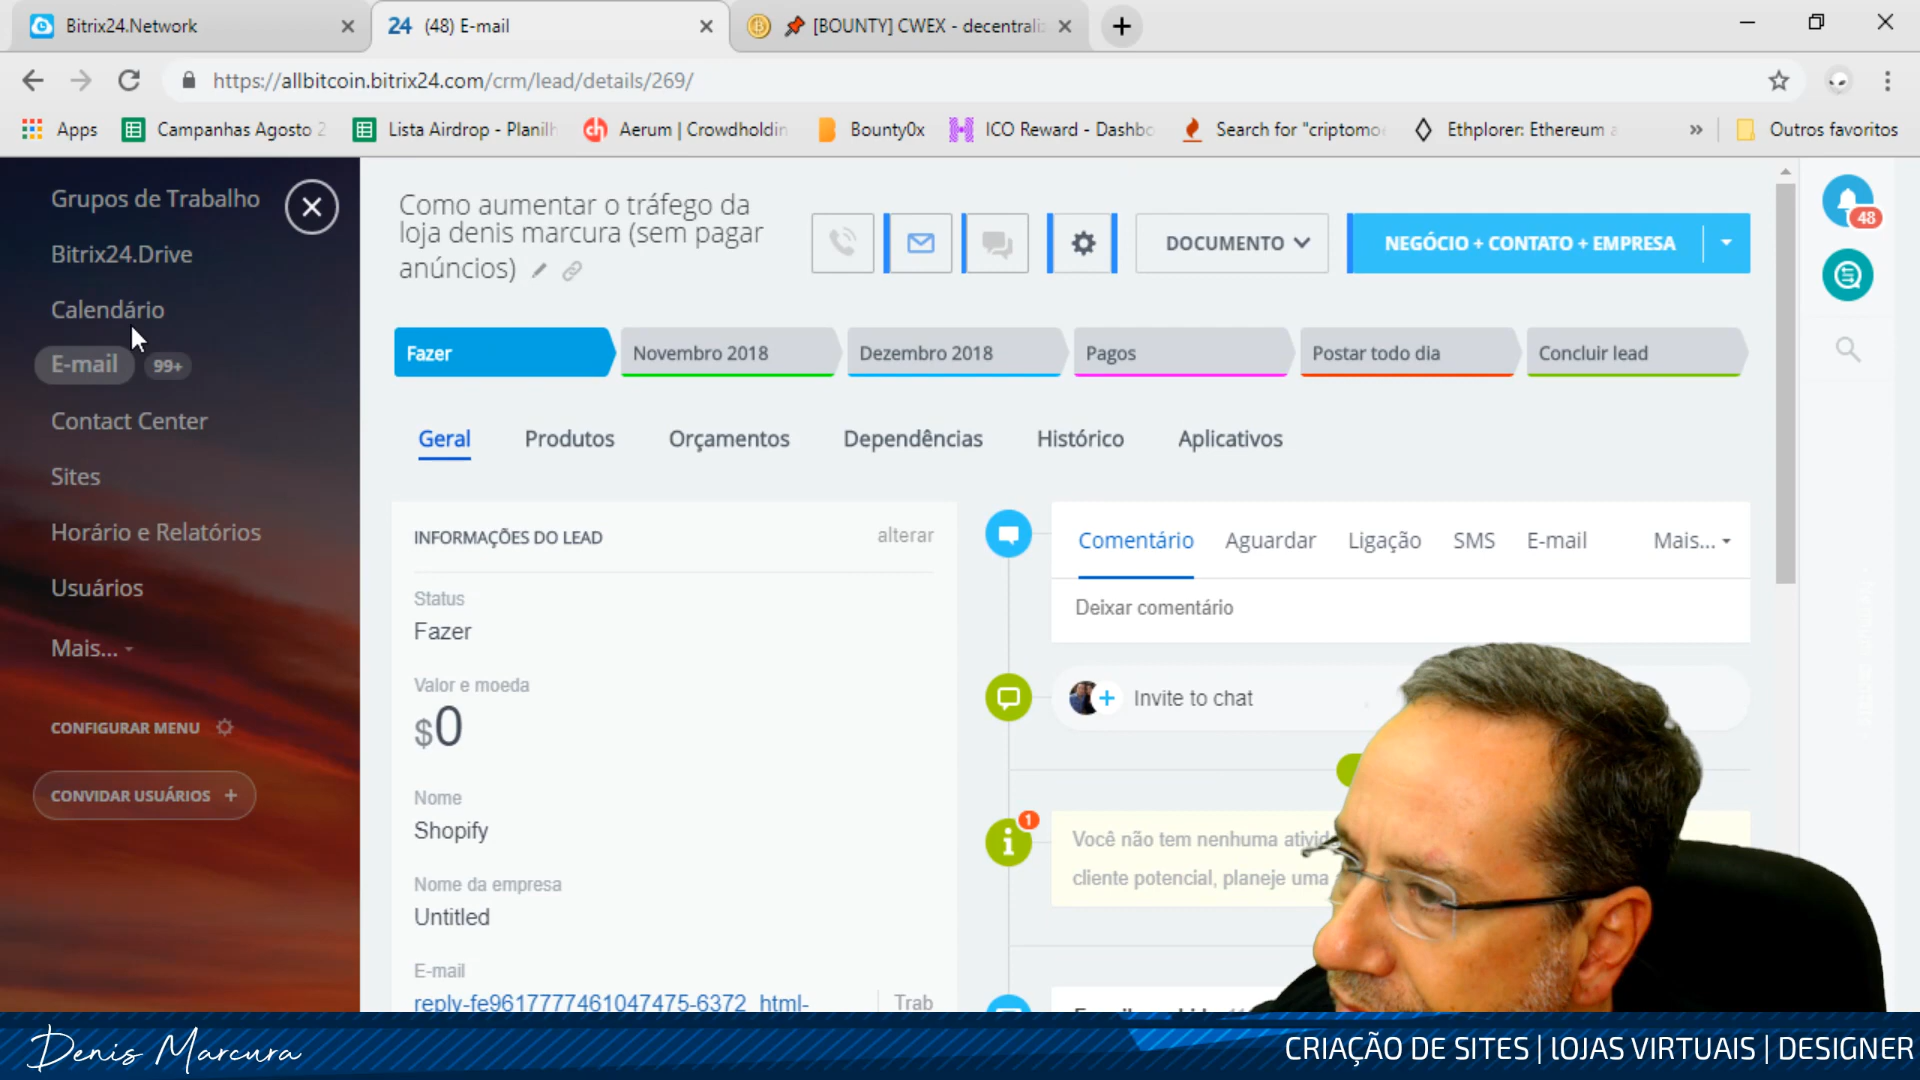 Bitrix24.Network
24 (48) E-mail
[BOUNTY] CWEX - decentrali
https://allbitcoin.bitrix24.com/crm/lead/details/269/
Apps
Campanhas Agosto 2
Lista Airdrop - Planilh
Aerum | Crowdholdin
Bounty0x
ICO Reward - Dashbo
Search for "criptomo
Ethplorer: Ethereum a
»
Outros favoritos
Grupos de Trabalho
Bitrix24.Drive
Calendário
E-mail 99+
Contact Center
Sites
Horário e Relatórios
Usuários
Mais...
CONFIGURAR MENU
CONVIDAR USUÁRIOS +
Como aumentar o tráfego da
loja denis marcura (sem pagar
anúncios)
DOCUMENTO
NEGÓCIO + CONTATO + EMPRESA
48
Fazer
Novembro 2018
Dezembro 2018
Pagos
Postar todo dia
Concluir lead
Geral
Produtos
Orçamentos
Dependências
Histórico
Aplicativos
INFORMAÇÕES DO LEAD
alterar
Status
Fazer
Valor e moeda
$0
Nome
Shopify
Nome da empresa
Untitled
E-mail
reply-fe9617777461047475-6372_html-
Trab
Comentário
Aguardar
Ligação
SMS
E-mail
Mais...
Deixar comentário
Invite to chat
1
Você não tem nenhuma ativid
cliente potencial, planeje uma
Denis Marcura
CRIAÇÃO DE SITES | LOJAS VIRTUAIS | DESIGNER